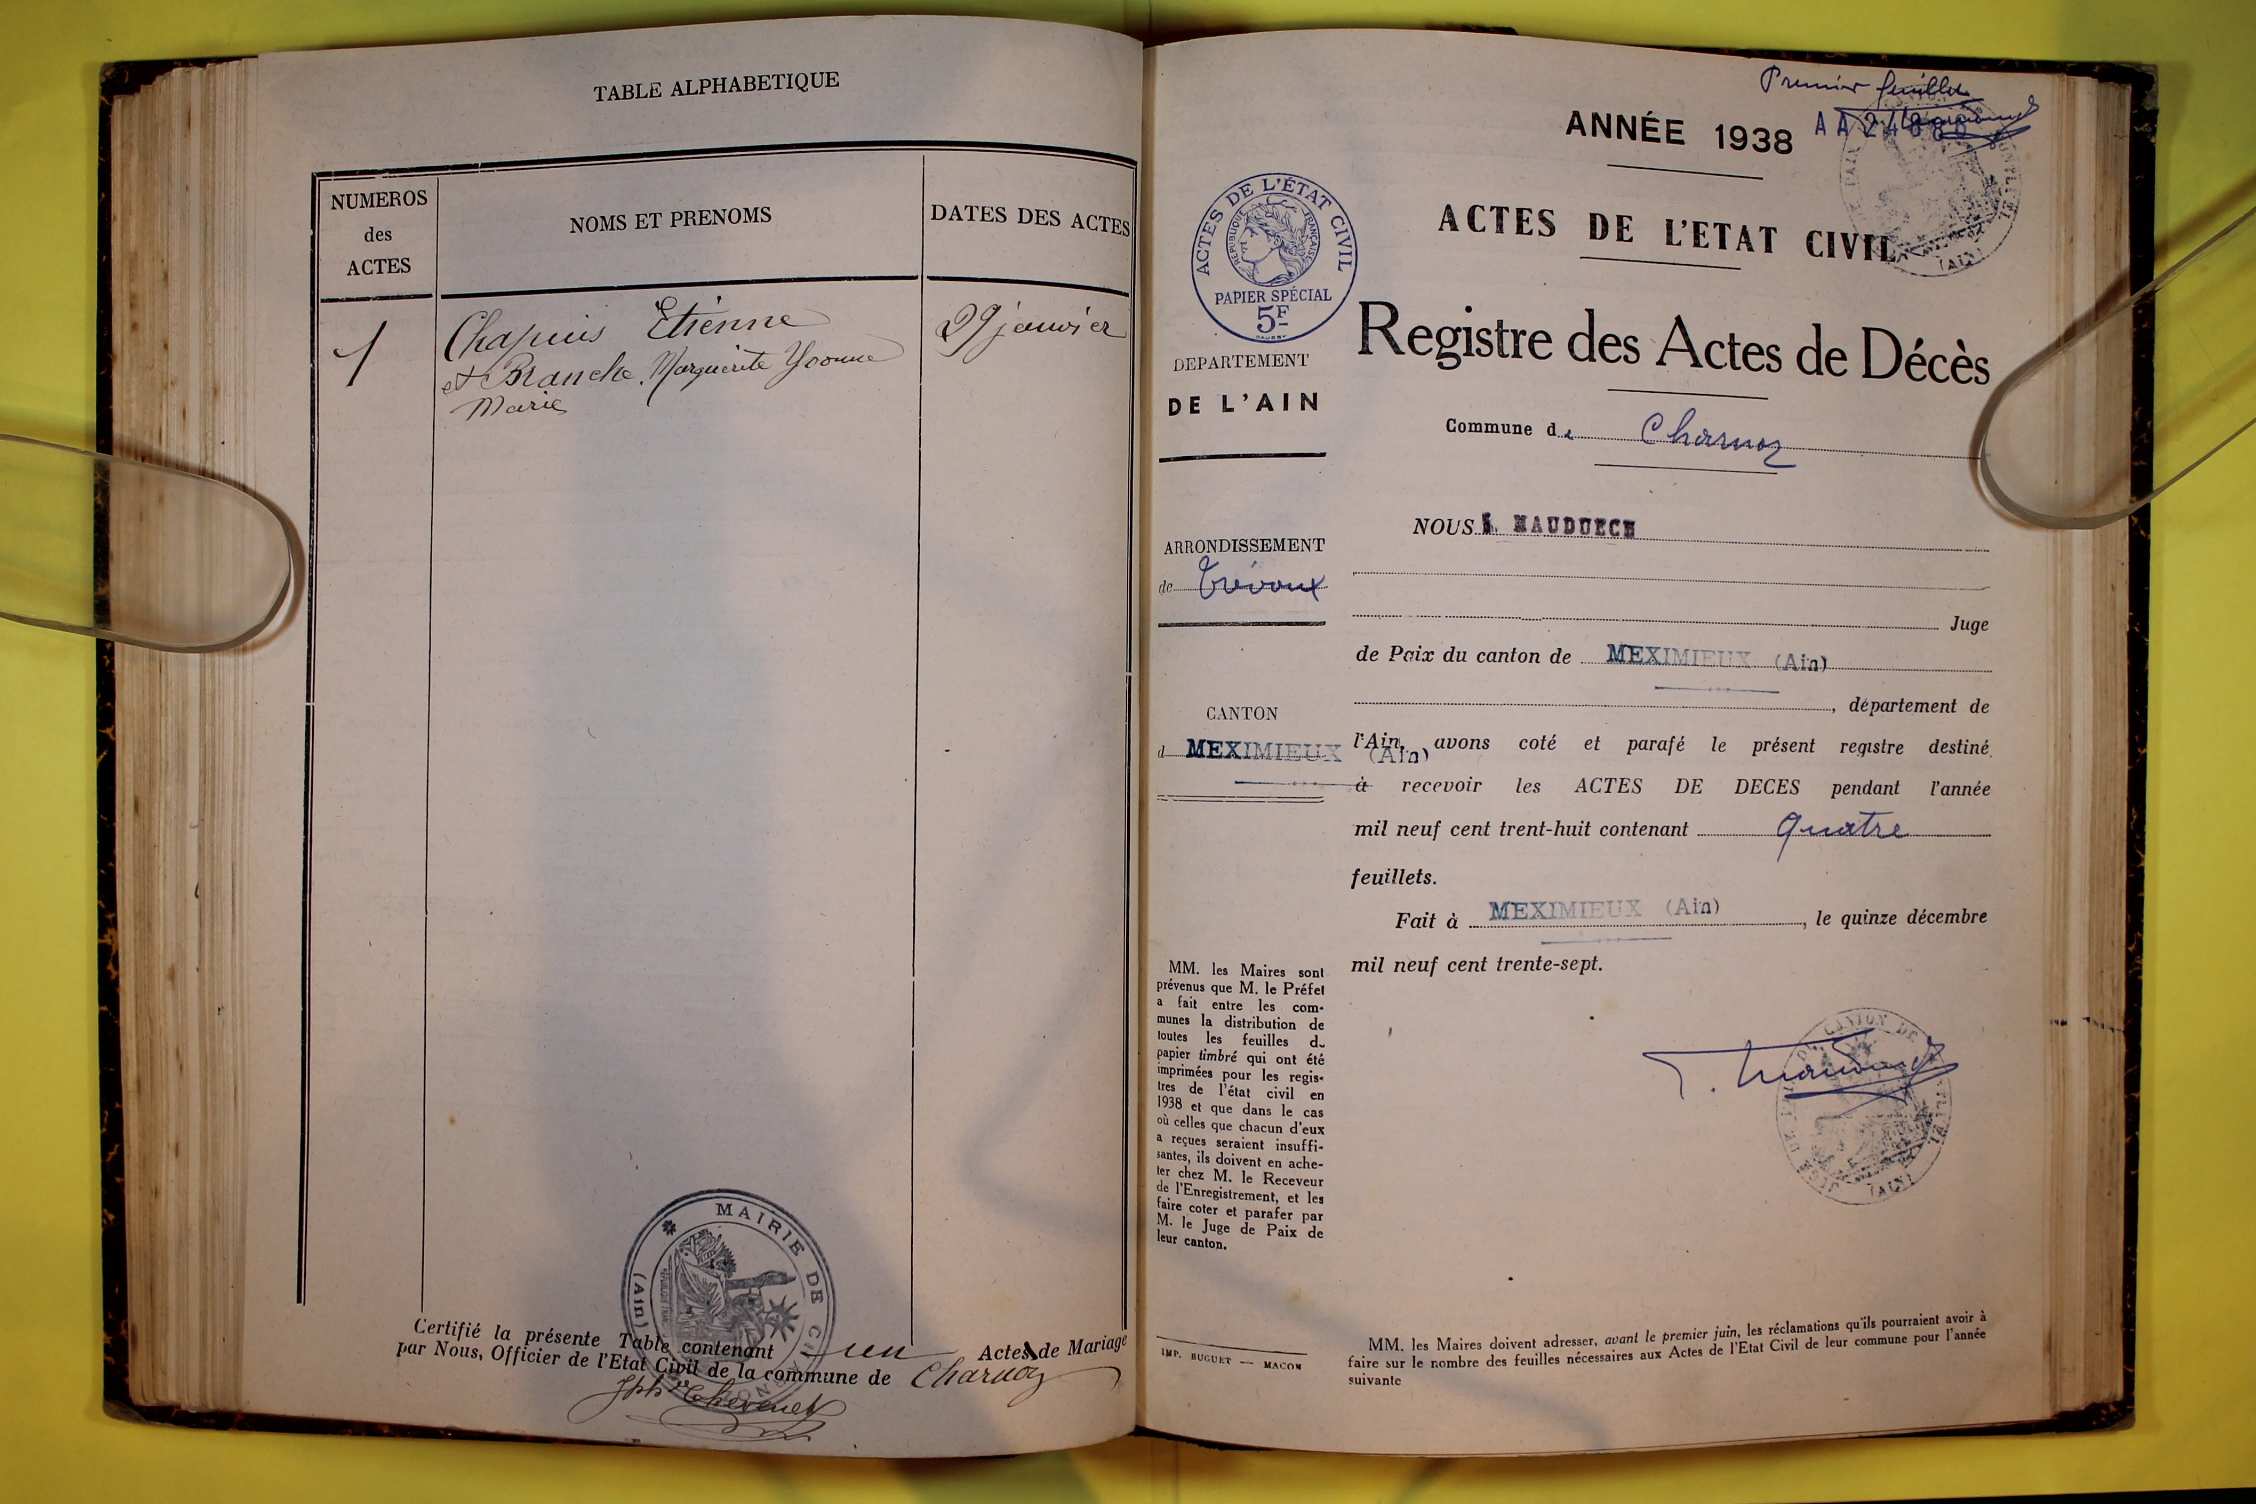 TABLE ALPHABETIQUE
NUMEROS
des
ACTES
NOMS ET PRENOMS
DATES DES ACTES
1
Chapuis Etienne
29 janvier
et Branche, Marguerite Yvonne
Marie
MAIRIE DE
(Ain)
Certifié la présente Table contenant un Actes de Mariage
par Nous, Officier de l'Etat Civil de la commune de Charnoz
Jph Thévenet
Premier feuillet
ANNÉE 1938
AA
(AIN)
ACTES DE L'ETAT CIVIL
ACTES DE L'ÉTAT CIVIL
RÉPUBLIQUE FRANÇAISE
PAPIER SPÉCIAL
5F
Registre des Actes de Décès
DEPARTEMENT
DE L'AIN
Commune de Charnoz
ARRONDISSEMENT
de Trévoux
CANTON
d MEXIMIEUX (Ain)
MM. les Maires sont
prévenus que M. le Préfet
a fait entre les com-
munes la distribution de
toutes les feuilles du
papier timbré qui ont été
imprimées pour les regis-
tres de l'état civil en
1938 et que dans le cas
où celles que chacun d'eux
a reçues seraient insuffi-
santes, ils doivent en ache-
ter chez M. le Receveur
de l'Enregistrement, et les
faire coter et parafer par
M. le Juge de Paix de
leur canton.
IMP. BUGUET — MACON
NOUS MAUDUECH
Juge
de Paix du canton de MEXIMIEUX (Ain)
, département de
l'Ain, avons coté et parafé le présent registre destiné
à recevoir les ACTES DE DECES pendant l'année
mil neuf cent trent-huit contenant quatre
feuillets.
Fait à MEXIMIEUX (Ain), le quinze décembre
mil neuf cent trente-sept.
CANTON DE
(AIN)
MM. les Maires doivent adresser, avant le premier juin, les réclamations qu'ils pourraient avoir à
faire sur le nombre des feuilles nécessaires aux Actes de l'Etat Civil de leur commune pour l'année
suivante